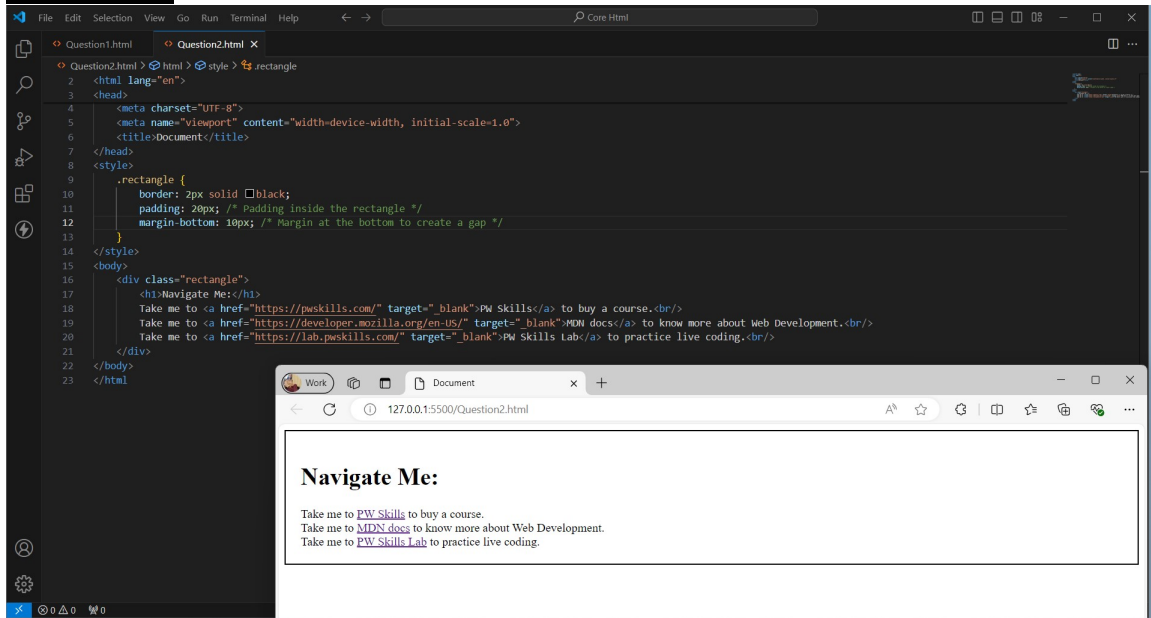 File Edit Selection View Go Run Terminal Help
Core Html
Question1.html Question2.html
Question2.html > html > style > .rectangle
2 <html lang="en">
3 <head>
4 <meta charset="UTF-8">
5 <meta name="viewport" content="width=device-width, initial-scale=1.0">
6 <title>Document</title>
7 </head>
8 <style>
9 .rectangle {
10 border: 2px solid black;
11 padding: 20px; /* Padding inside the rectangle */
12 margin-bottom: 10px; /* Margin at the bottom to create a gap */
13 }
14 </style>
15 <body>
16 <div class="rectangle">
17 <h1>Navigate Me:</h1>
18 Take me to <a href="https://pwskills.com/" target="_blank">PW Skills</a> to buy a course.<br/>
19 Take me to <a href="https://developer.mozilla.org/en-US/" target="_blank">MDN docs</a> to know more about Web Development.<br/>
20 Take me to <a href="https://lab.pwskills.com/" target="_blank">PW Skills Lab</a> to practice live coding.<br/>
21 </div>
22 </body>
23 </html
Work Document
127.0.0.1:5500/Question2.html
Navigate Me:
Take me to PW Skills to buy a course.
Take me to MDN docs to know more about Web Development.
Take me to PW Skills Lab to practice live coding.
0 0 0